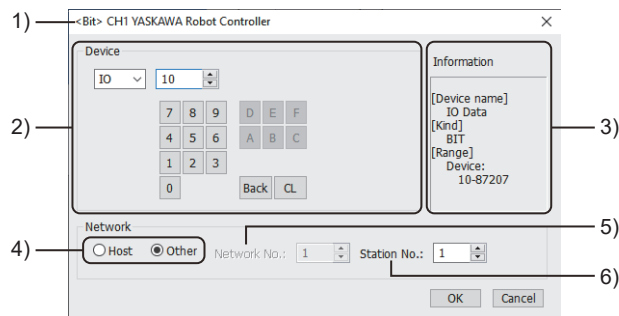 1)
<Bit> CH1 YASKAWA Robot Controller
Device
IO 10
7 8 9 D E F
4 5 6 A B C
1 2 3
0 Back CL
2)
Information
[Device name]
IO Data
[Kind]
BIT
[Range]
Device:
10-87207
3)
Network
4)
Host Other Network No.: 1 Station No.: 1
5)
6)
OK Cancel